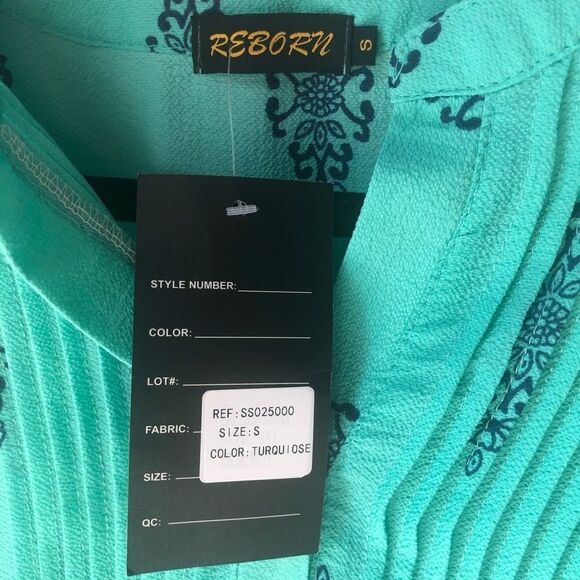 REBORN
S
STYLE NUMBER:
COLOR:
LOT#:
FABRIC:
SIZE:
QC:
REF:SS025000
SIZE:S
COLOR:TURQUIOSE